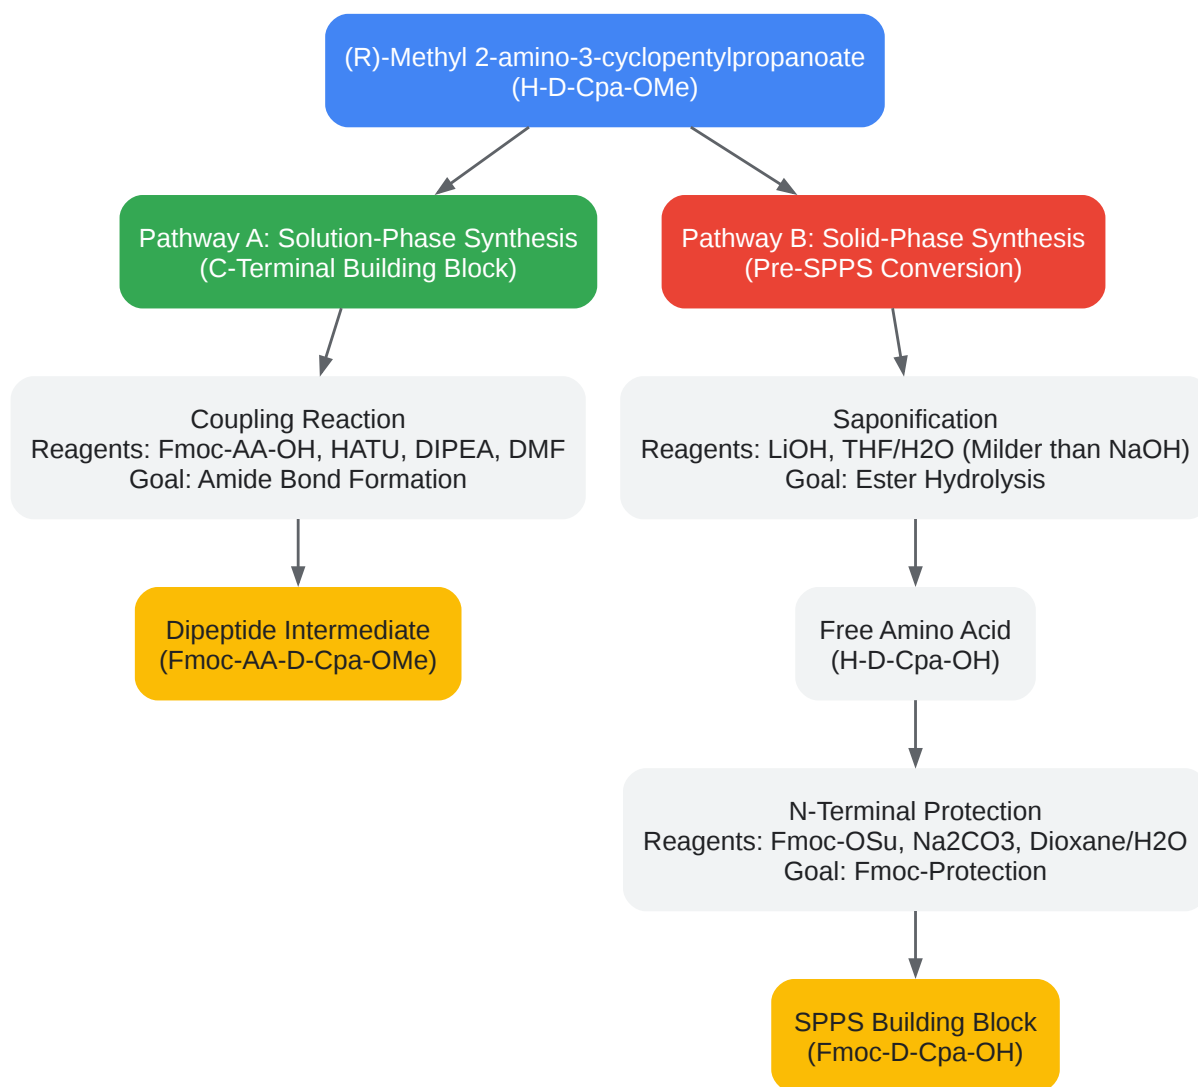 (R)-Methyl 2-amino-3-cyclopentylpropanoate
(H-D-Cpa-OMe)
Pathway A: Solution-Phase Synthesis
(C-Terminal Building Block)
Pathway B: Solid-Phase Synthesis
(Pre-SPPS Conversion)
Coupling Reaction
Reagents: Fmoc-AA-OH, HATU, DIPEA, DMF
Goal: Amide Bond Formation
Saponification
Reagents: LiOH, THF/H2O (Milder than NaOH)
Goal: Ester Hydrolysis
Dipeptide Intermediate
(Fmoc-AA-D-Cpa-OMe)
Free Amino Acid
(H-D-Cpa-OH)
N-Terminal Protection
Reagents: Fmoc-OSu, Na2CO3, Dioxane/H2O
Goal: Fmoc-Protection
SPPS Building Block
(Fmoc-D-Cpa-OH)